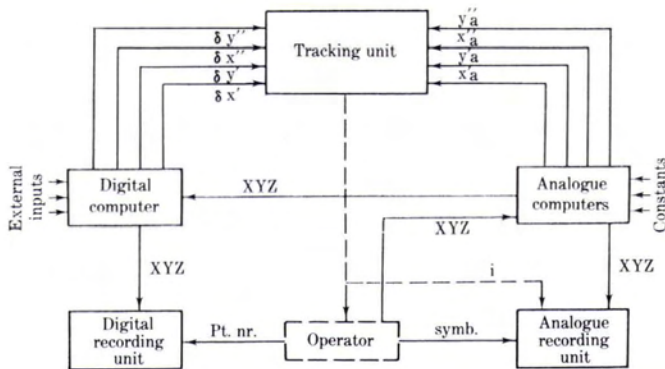 δ y''
δ x''
δ y'
δ x'
Tracking unit
y''a
x''a
y'a
x'a
External
inputs
Digital
computer
XYZ
Analogue
computers
Constants
XYZ
XYZ
XYZ
i
Digital
recording
unit
Pt. nr.
Operator
symb.
Analogue
recording
unit